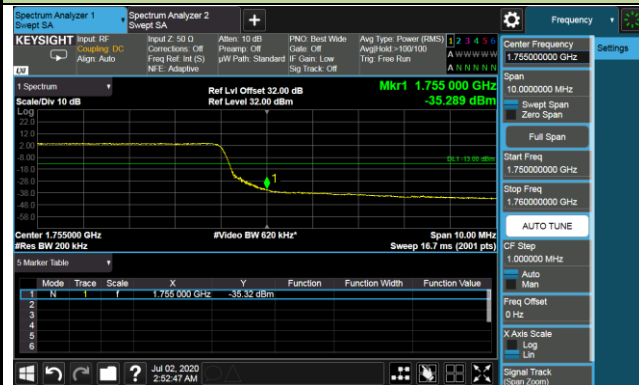 Spectrum Analyzer 1
Swept SA
Spectrum Analyzer 2
Swept SA
+
Frequency
KEYSIGHT
Input: RF
Coupling: DC
Align: Auto
Input Z: 50 Ω
Corrections: Off
Freq Ref: Int (S)
NFE: Adaptive
Atten: 10 dB
Preamp: Off
µW Path: Standard
PNO: Best Wide
Gate: Off
IF Gain: Low
Sig Track: Off
Avg Type: Power (RMS)
Avg|Hold:>100/100
Trig: Free Run
1 2 3 4 5 6
A W W W W W
A N N N N N
LXI
1 Spectrum
Scale/Div 10 dB
Ref Lvl Offset 32.00 dB
Ref Level 32.00 dBm
Mkr1 1.755 000 GHz
-35.289 dBm
Log
22.0
12.0
2.00
-8.00
-18.0
-28.0
-38.0
-48.0
-58.0
DL1 -13.00 dBm
1
Center 1.755000 GHz
#Res BW 200 kHz
#Video BW 620 kHz*
Span 10.00 MHz
Sweep 16.7 ms (2001 pts)
5 Marker Table
Mode Trace Scale X Y Function Function Width Function Value
1 N 1 f 1.755 000 GHz -35.32 dBm
2
3
4
5
6
Jul 02, 2020
2:52:47 AM
?
Center Frequency
1.755000000 GHz
Settings
Span
10.0000000 MHz
Swept Span
Zero Span
Full Span
Start Freq
1.750000000 GHz
Stop Freq
1.760000000 GHz
AUTO TUNE
CF Step
1.000000 MHz
Auto
Man
Freq Offset
0 Hz
X Axis Scale
Log
Lin
Signal Track
(Span Zoom)